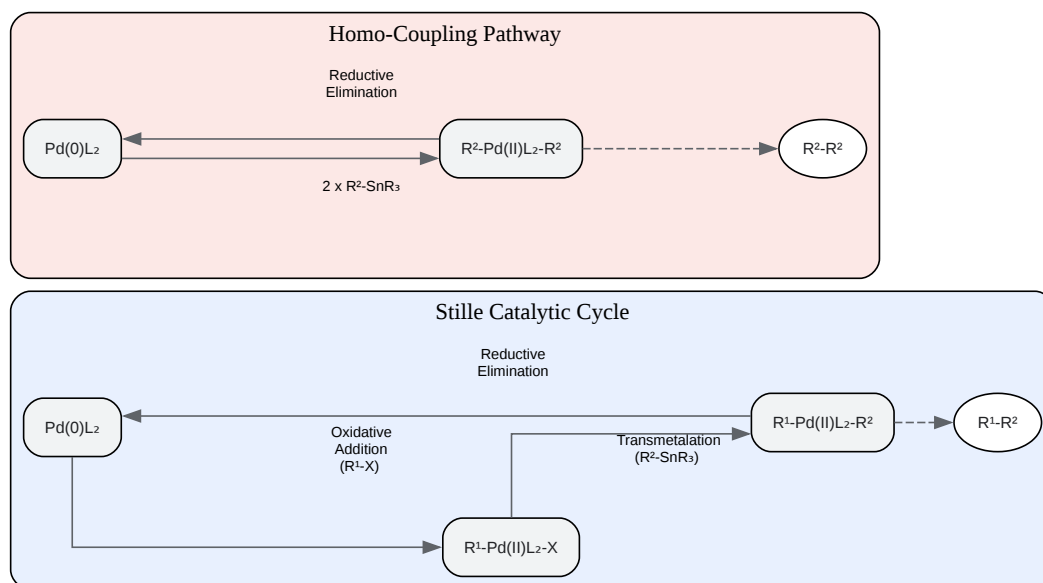 Homo-Coupling Pathway
Reductive
Elimination
Pd(0)L₂
R²-Pd(II)L₂-R²
R²-R²
2 x R²-SnR₃
Stille Catalytic Cycle
Reductive
Elimination
Pd(0)L₂
R¹-Pd(II)L₂-R²
R¹-R²
Oxidative
Addition
(R¹-X)
Transmetalation
(R²-SnR₃)
R¹-Pd(II)L₂-X